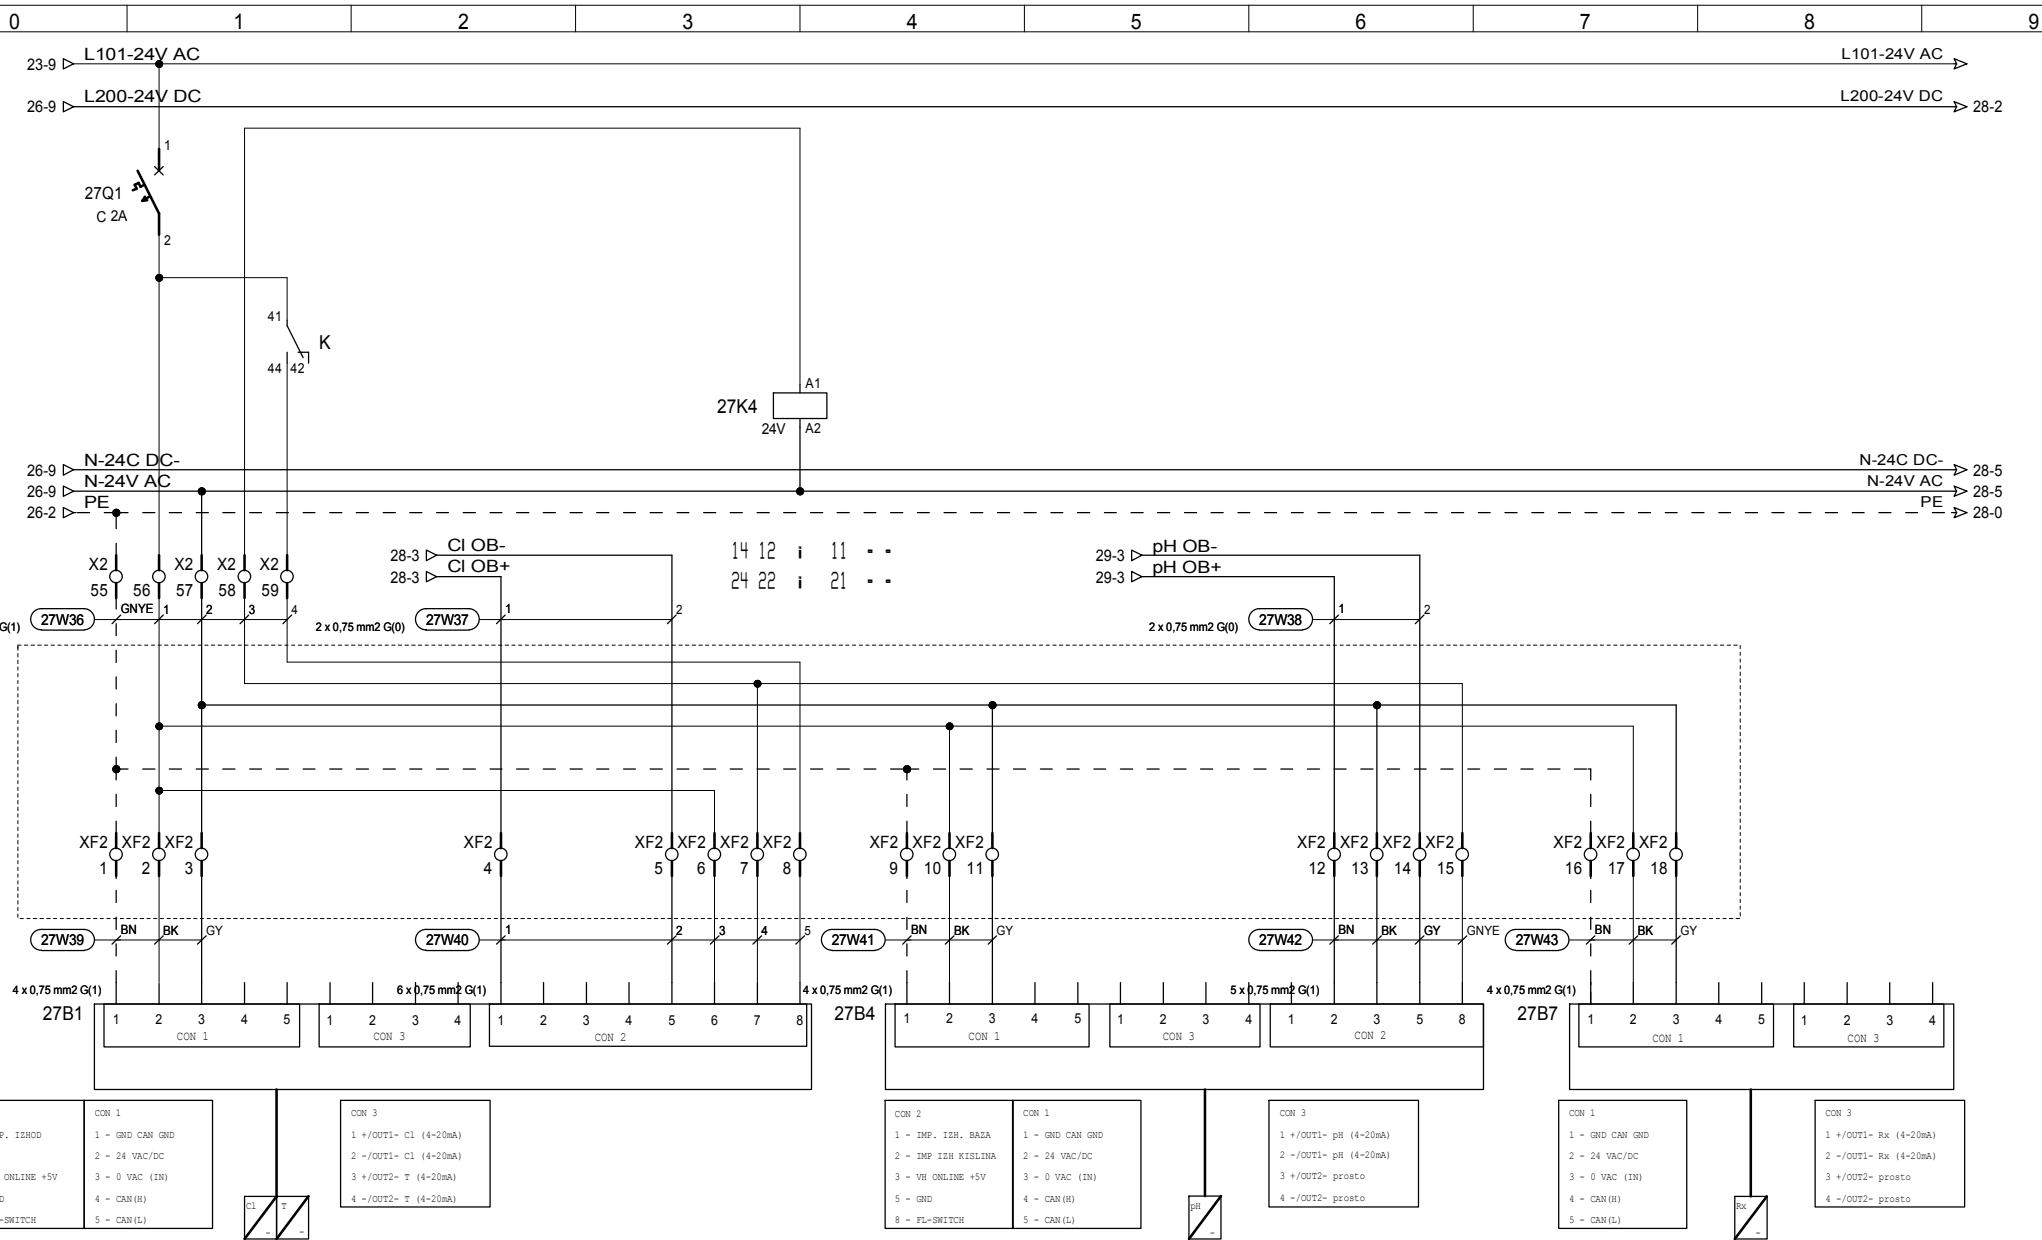 0 1 2 3 4 5 6 7 8 9
L101-24V AC L101-24V AC
23-9
L200-24V DC L200-24V DC
26-9 28-2
1
27Q1
C 2A
2
41
K
44 42
A1
27K4
24V A2
N-24C DC- N-24C DC-
26-9 28-5
N-24V AC N-24V AC
26-9 28-5
PE PE
26-2 28-0
Cl OB- 14 12 i 11 - - pH OB-
28-3 29-3
Cl OB+ 24 22 i 21 - - pH OB+
28-3 29-3
X2 X2 X2 X2
55 56 57 58 59
GNYE 1 2 3 4 1 2 1 2
G(1) 27W36 2 x 0,75 mm2 G(0) 27W37 2 x 0,75 mm2 G(0) 27W38
XF2 XF2 XF2 XF2 XF2 XF2 XF2 XF2 XF2 XF2 XF2 XF2 XF2 XF2 XF2 XF2 XF2 XF2
1 2 3 4 5 6 7 8 9 10 11 12 13 14 15 16 17 18
27W39 BN BK GY 27W40 1 2 3 4 5 27W41 BN BK GY 27W42 BN BK GY GNYE 27W43 BN BK GY
4 x 0,75 mm2 G(1) 6 x 0,75 mm2 G(1) 4 x 0,75 mm2 G(1) 5 x 0,75 mm2 G(1) 4 x 0,75 mm2 G(1)
27B1 27B4 27B7
1 2 3 4 5 1 2 3 4 1 2 3 5 6 7 8 1 2 3 4 5 1 2 3 4 1 2 3 5 8 1 2 3 4 5 1 2 3 4
CON 1 CON 3 CON 2 CON 1 CON 3 CON 2 CON 1 CON 3
P. IZHOD
ONLINE +5V
D
-SWITCH
CON 1
1 - GND CAN GND
2 - 24 VAC/DC
3 - 0 VAC (IN)
4 - CAN(H)
5 - CAN(L)
Cl T
- -
CON 3
1 +/OUT1- Cl (4-20mA)
2 -/OUT1- Cl (4-20mA)
3 +/OUT2- T (4-20mA)
4 -/OUT2- T (4-20mA)
CON 2
1 - IMP. IZH. BAZA
2 - IMP IZH KISLINA
3 - VH ONLINE +5V
5 - GND
8 - FL-SWITCH
CON 1
1 - GND CAN GND
2 - 24 VAC/DC
3 - 0 VAC (IN)
4 - CAN(H)
5 - CAN(L)
pH
-
CON 3
1 +/OUT1- pH (4-20mA)
2 -/OUT1- pH (4-20mA)
3 +/OUT2- prosto
4 -/OUT2- prosto
CON 1
1 - GND CAN GND
2 - 24 VAC/DC
3 - 0 VAC (IN)
4 - CAN(H)
5 - CAN(L)
Rx
-
CON 3
1 +/OUT1- Rx (4-20mA)
2 -/OUT1- Rx (4-20mA)
3 +/OUT2- prosto
4 -/OUT2- prosto